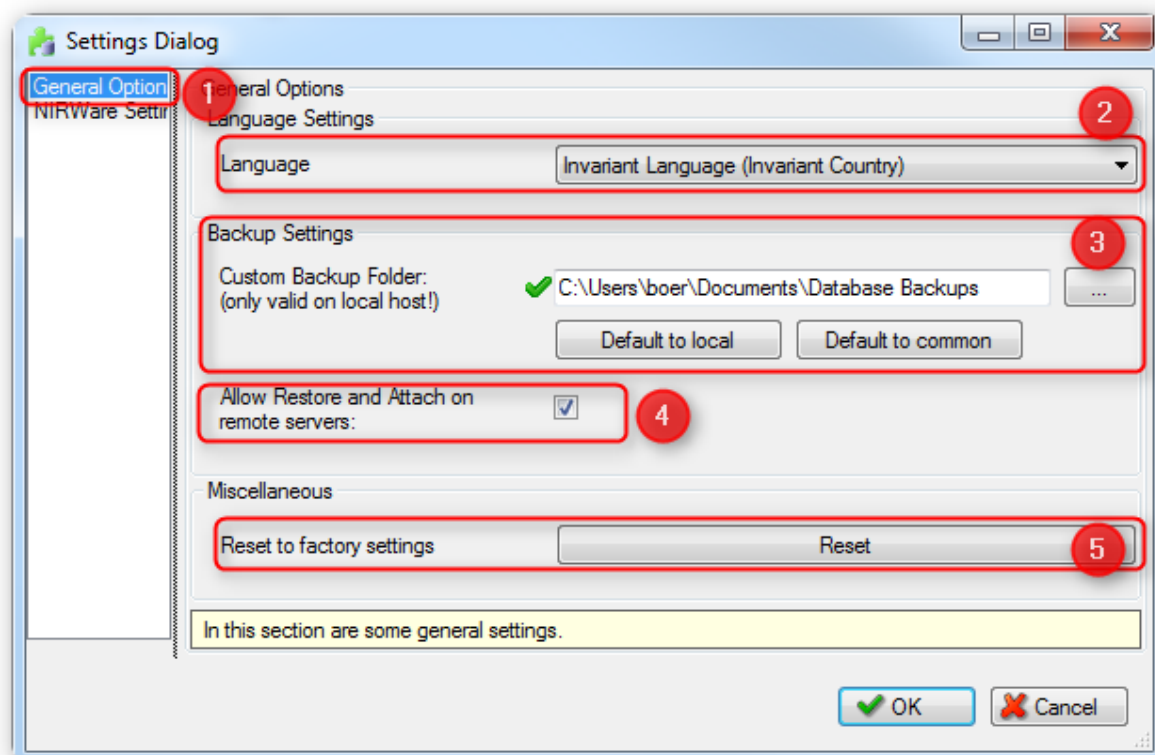 Settings Dialog
General Option
NIRWare Settin
1
General Options
Language Settings
2
Language
Invariant Language (Invariant Country)
Backup Settings
3
Custom Backup Folder:
(only valid on local host!)
C:\Users\boer\Documents\Database Backups
...
Default to local
Default to common
Allow Restore and Attach on
remote servers:
4
Miscellaneous
Reset to factory settings
Reset
5
In this section are some general settings.
OK
Cancel